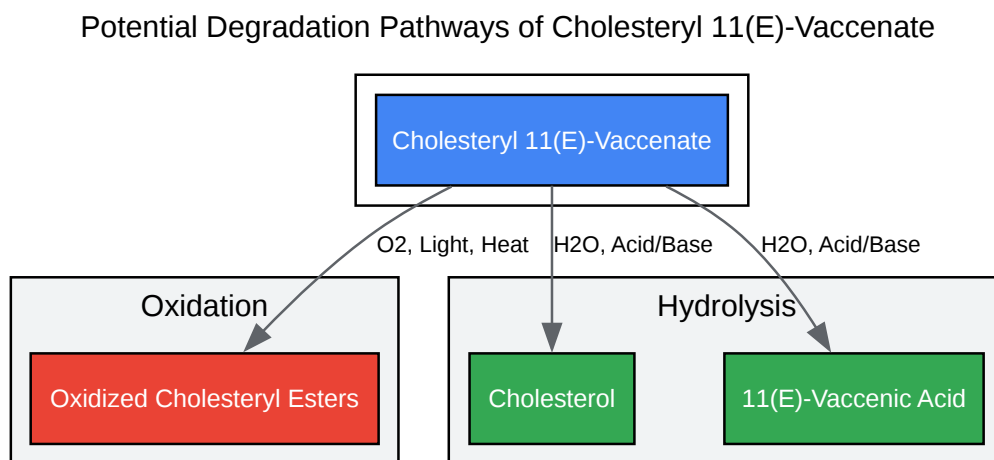 Potential Degradation Pathways of Cholesteryl 11(E)-Vaccenate
Cholesteryl 11(E)-Vaccenate
O2, Light, Heat
H2O, Acid/Base
H2O, Acid/Base
Oxidation
Hydrolysis
Oxidized Cholesteryl Esters
Cholesterol
11(E)-Vaccenic Acid